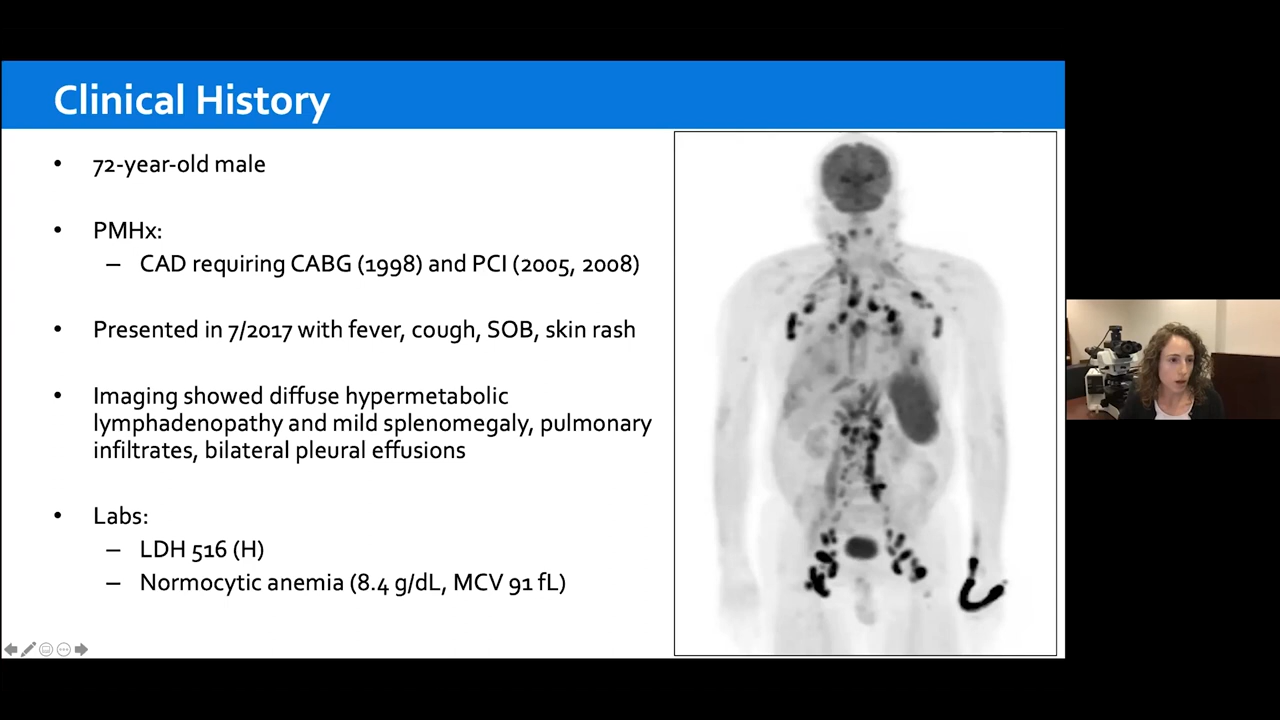 Clinical History
• 72-year-old male
• PMHx:
– CAD requiring CABG (1998) and PCI (2005, 2008)
• Presented in 7/2017 with fever, cough, SOB, skin rash
• Imaging showed diffuse hypermetabolic
lymphadenopathy and mild splenomegaly, pulmonary
infiltrates, bilateral pleural effusions
• Labs:
– LDH 516 (H)
– Normocytic anemia (8.4 g/dL, MCV 91 fL)